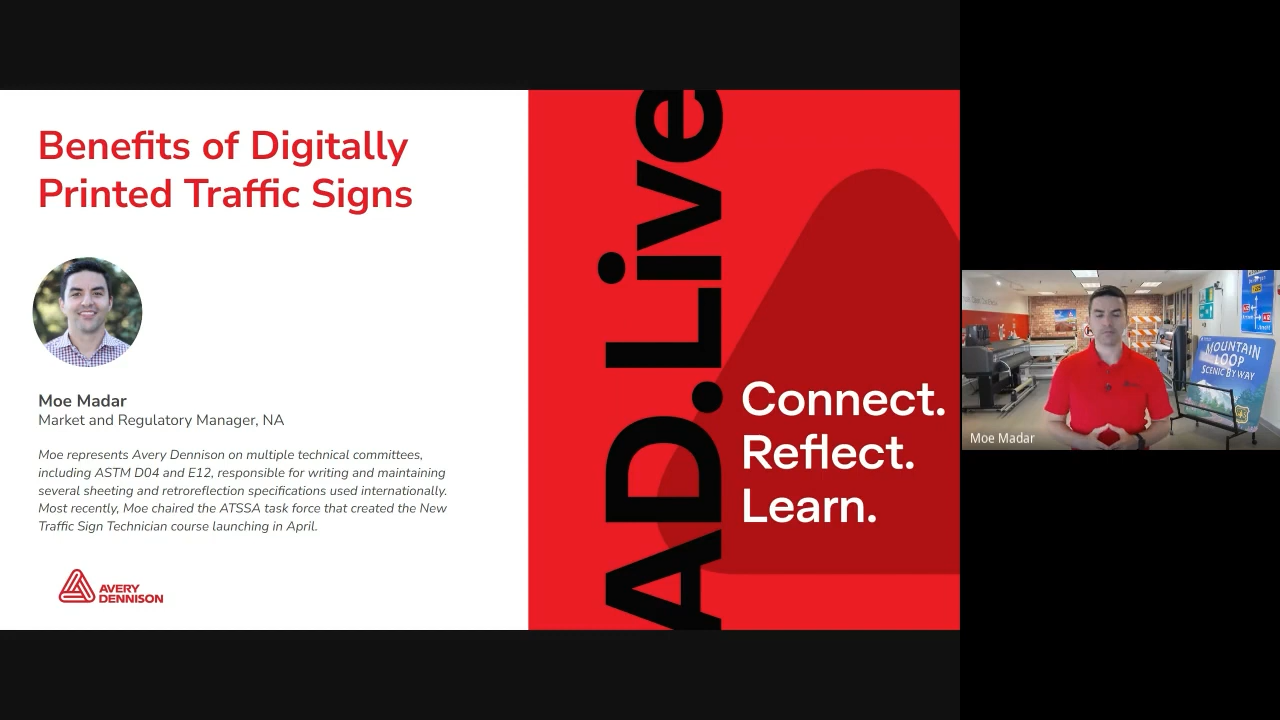 Benefits of Digitally
Printed Traffic Signs
Moe Madar
Market and Regulatory Manager, NA
Moe represents Avery Dennison on multiple technical committees,
including ASTM D04 and E12, responsible for writing and maintaining
several sheeting and retroreflection specifications used internationally.
Most recently, Moe chaired the ATSSA task force that created the New
Traffic Sign Technician course launching in April.
AVERY
DENNISON
AD.Live
Connect.
Reflect.
Learn.
MOUNTAIN
LOOP
SCENIC BYWAY
Moe Madar